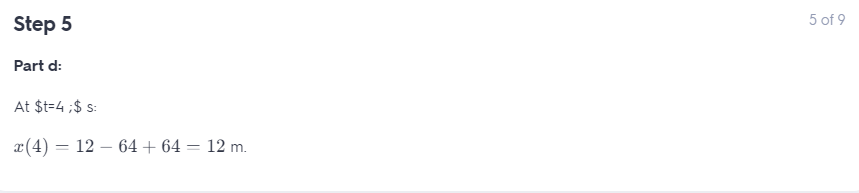 Step 5
5 of 9
Part d:
At $t=4 ;$ s:
x(4) = 12 − 64 + 64 = 12 m.